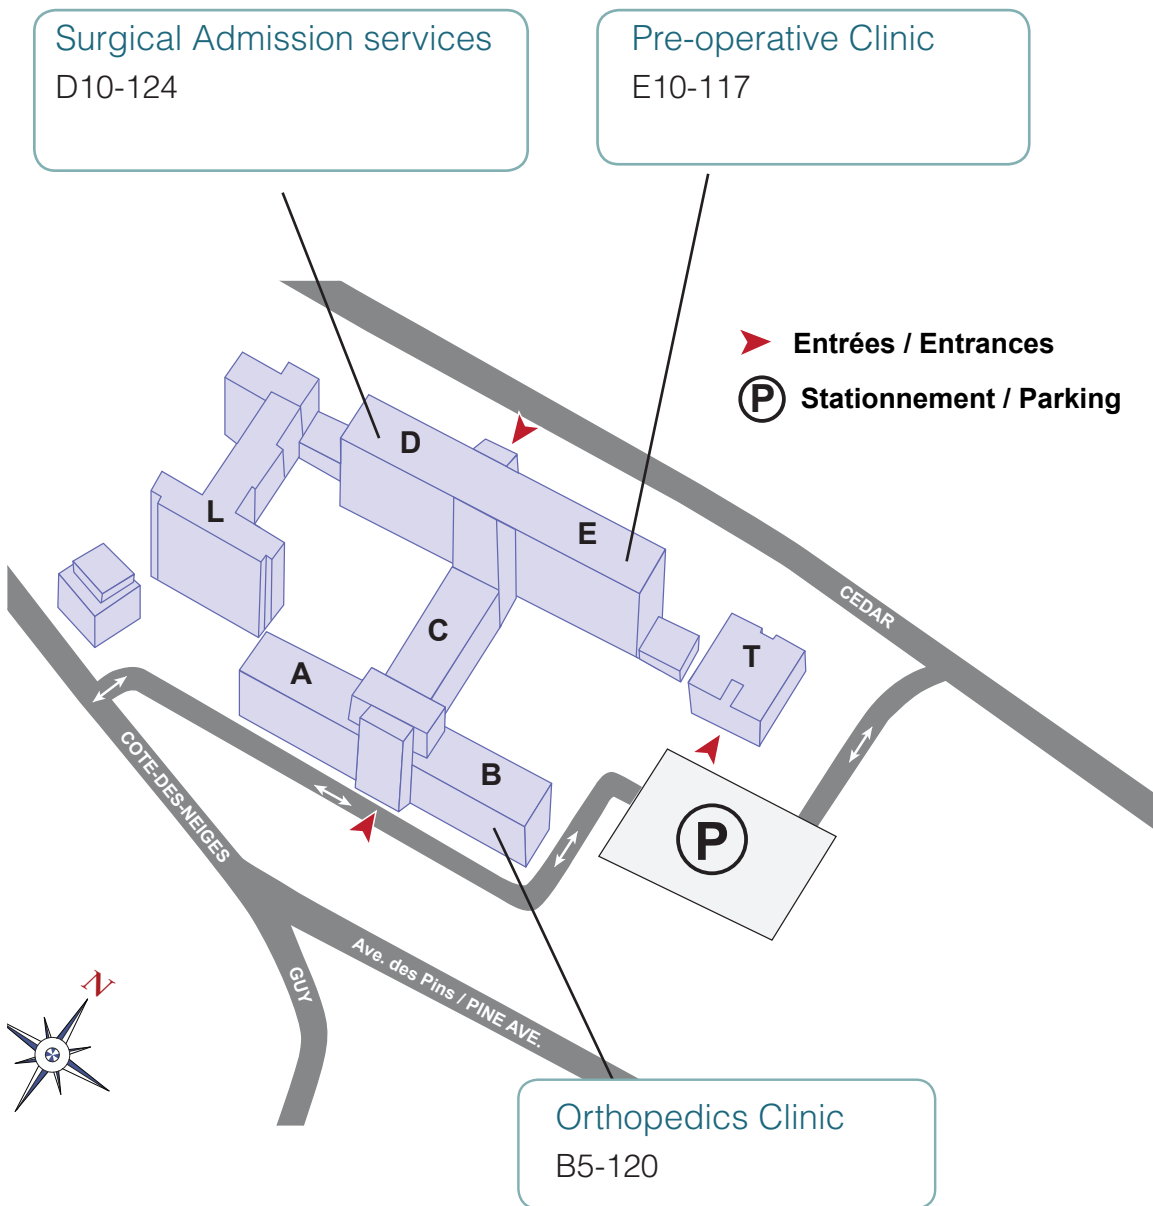 Surgical Admission services
D10-124
Pre-operative Clinic
E10-117
Entrées / Entrances
P Stationnement / Parking
D
E
L
C
A
T
B
CEDAR
COTE-DES-NEIGES
P
GUY
Ave. des Pins / PINE AVE.
N
Orthopedics Clinic
B5-120